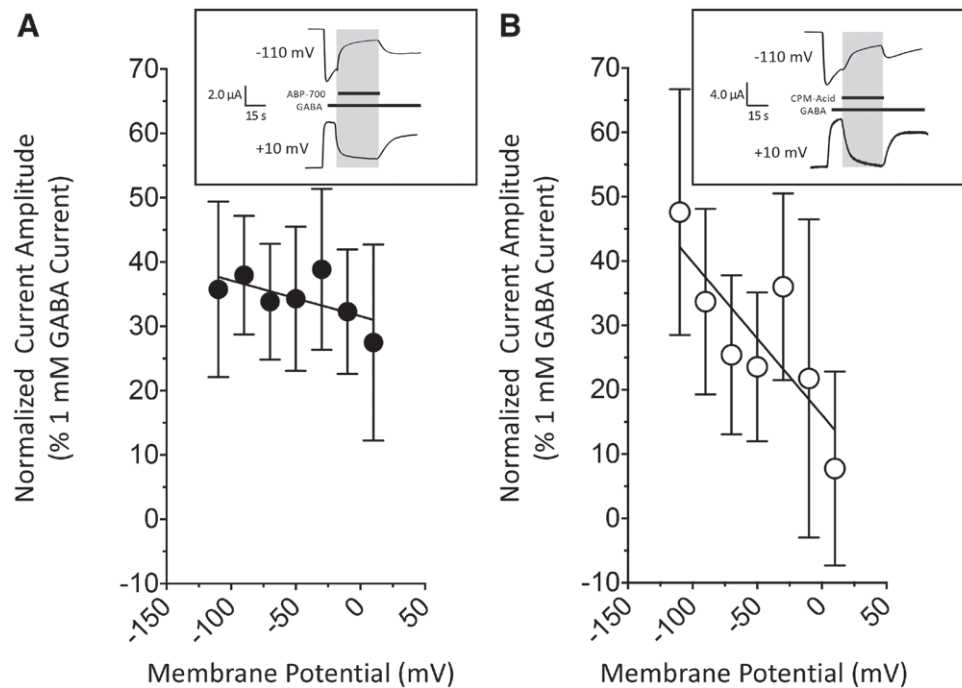 A
Normalized Current Amplitude
(% 1 mM GABA Current)
70
60
50
40
30
20
10
0
-10
-150
-100
-50
0
50
Membrane Potential (mV)
-110 mV
2.0 µA
15 s
ABP-700
GABA
+10 mV
B
Normalized Current Amplitude
(% 1 mM GABA Current)
70
60
50
40
30
20
10
0
-10
-150
-100
-50
0
50
Membrane Potential (mV)
-110 mV
4.0 µA
15 s
CPM-Acid
GABA
+10 mV